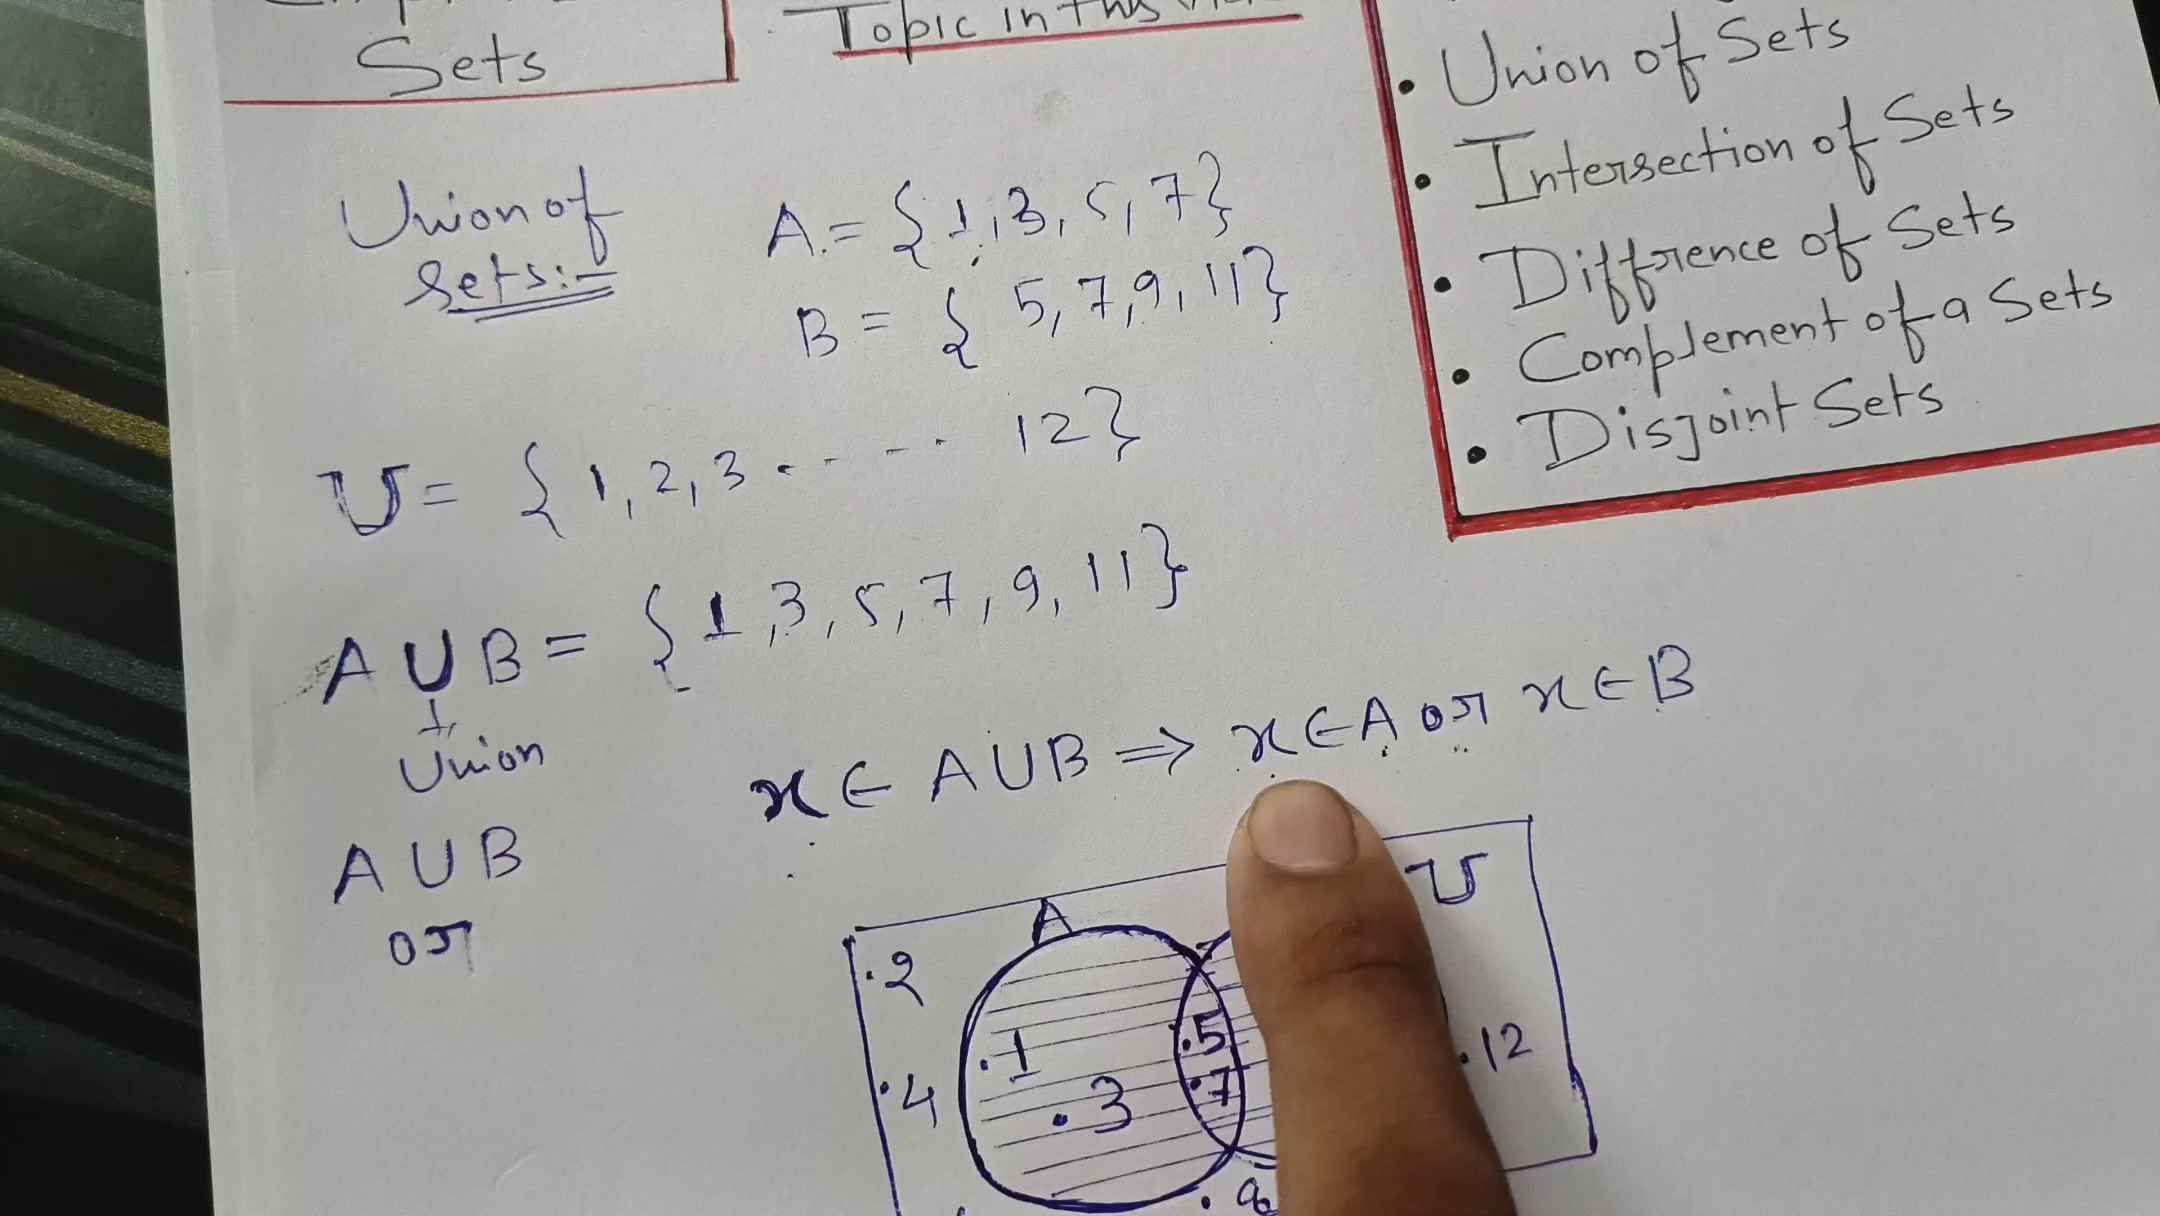 Sets
Topic in this
• Union of Sets
• Intersection of Sets
• Diffrence of Sets
• Complement of a Sets
• Disjoint Sets
Union of
Sets:-
A = {1, 3, 5, 7}
B = { 5, 7, 9, 11}
U = { 1, 2, 3 ------ 12}
A U B = { 1, 3, 5, 7, 9, 11}
Union
x ∈ A U B ⇒ x ∈ A or x ∈ B
A U B
or
A
U
.2
.1
.5
.12
.4
.3
.7
.8